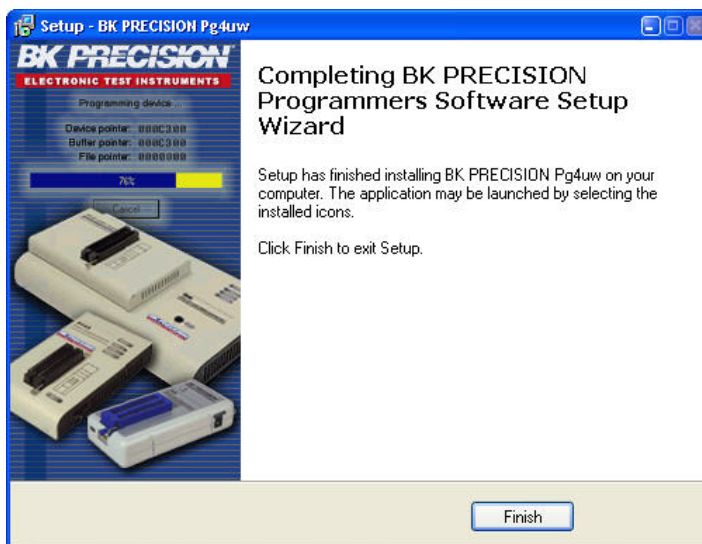 Setup - BK PRECISION Pg4uw
BK PRECISION
ELECTRONIC TEST INSTRUMENTS
Programming device ...
Device pointer: 000C300
Buffer pointer: 000C300
File pointer: 0000000
76%
Cancel
Completing BK PRECISION
Programmers Software Setup
Wizard
Setup has finished installing BK PRECISION Pg4uw on your
computer. The application may be launched by selecting the
installed icons.
Click Finish to exit Setup.
Finish